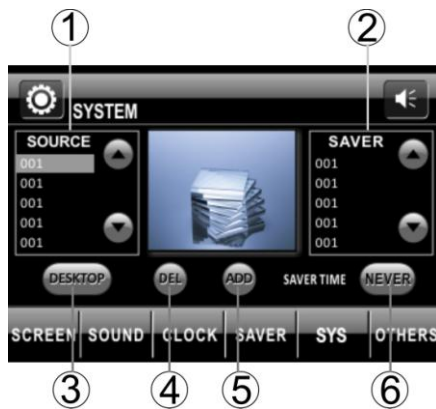 ① ②
SYSTEM
SOURCE
001
001
001
001
001
SAVER
001
001
001
001
001
DESKTOP DEL ADD SAVER TIME NEVER
SCREEN SOUND CLOCK SAVER SYS OTHERS
③ ④ ⑤ ⑥